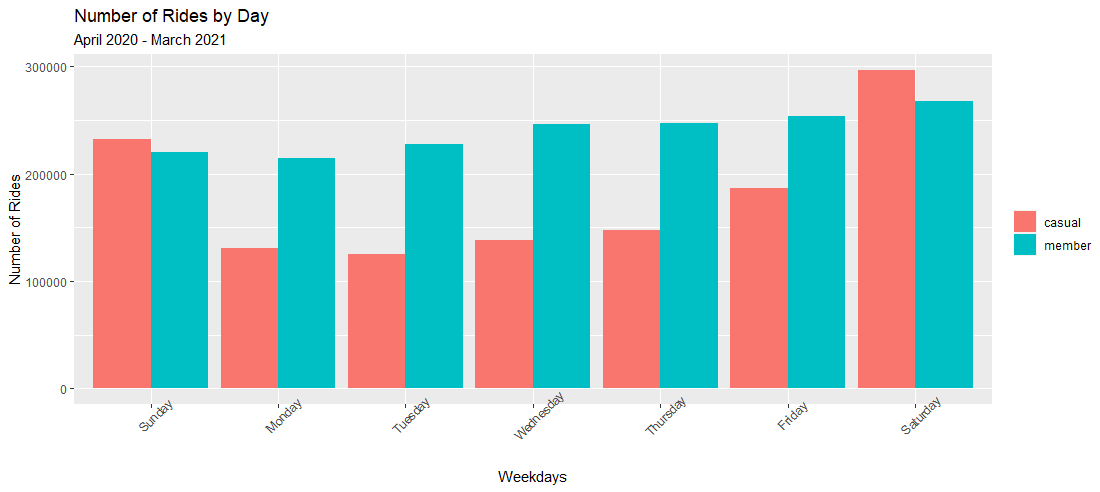 Number of Rides by Day
April 2020 - March 2021
Number of Rides
300000
200000
100000
0
Sunday
Monday
Tuesday
Wednesday
Thursday
Friday
Saturday
Weekdays
casual
member